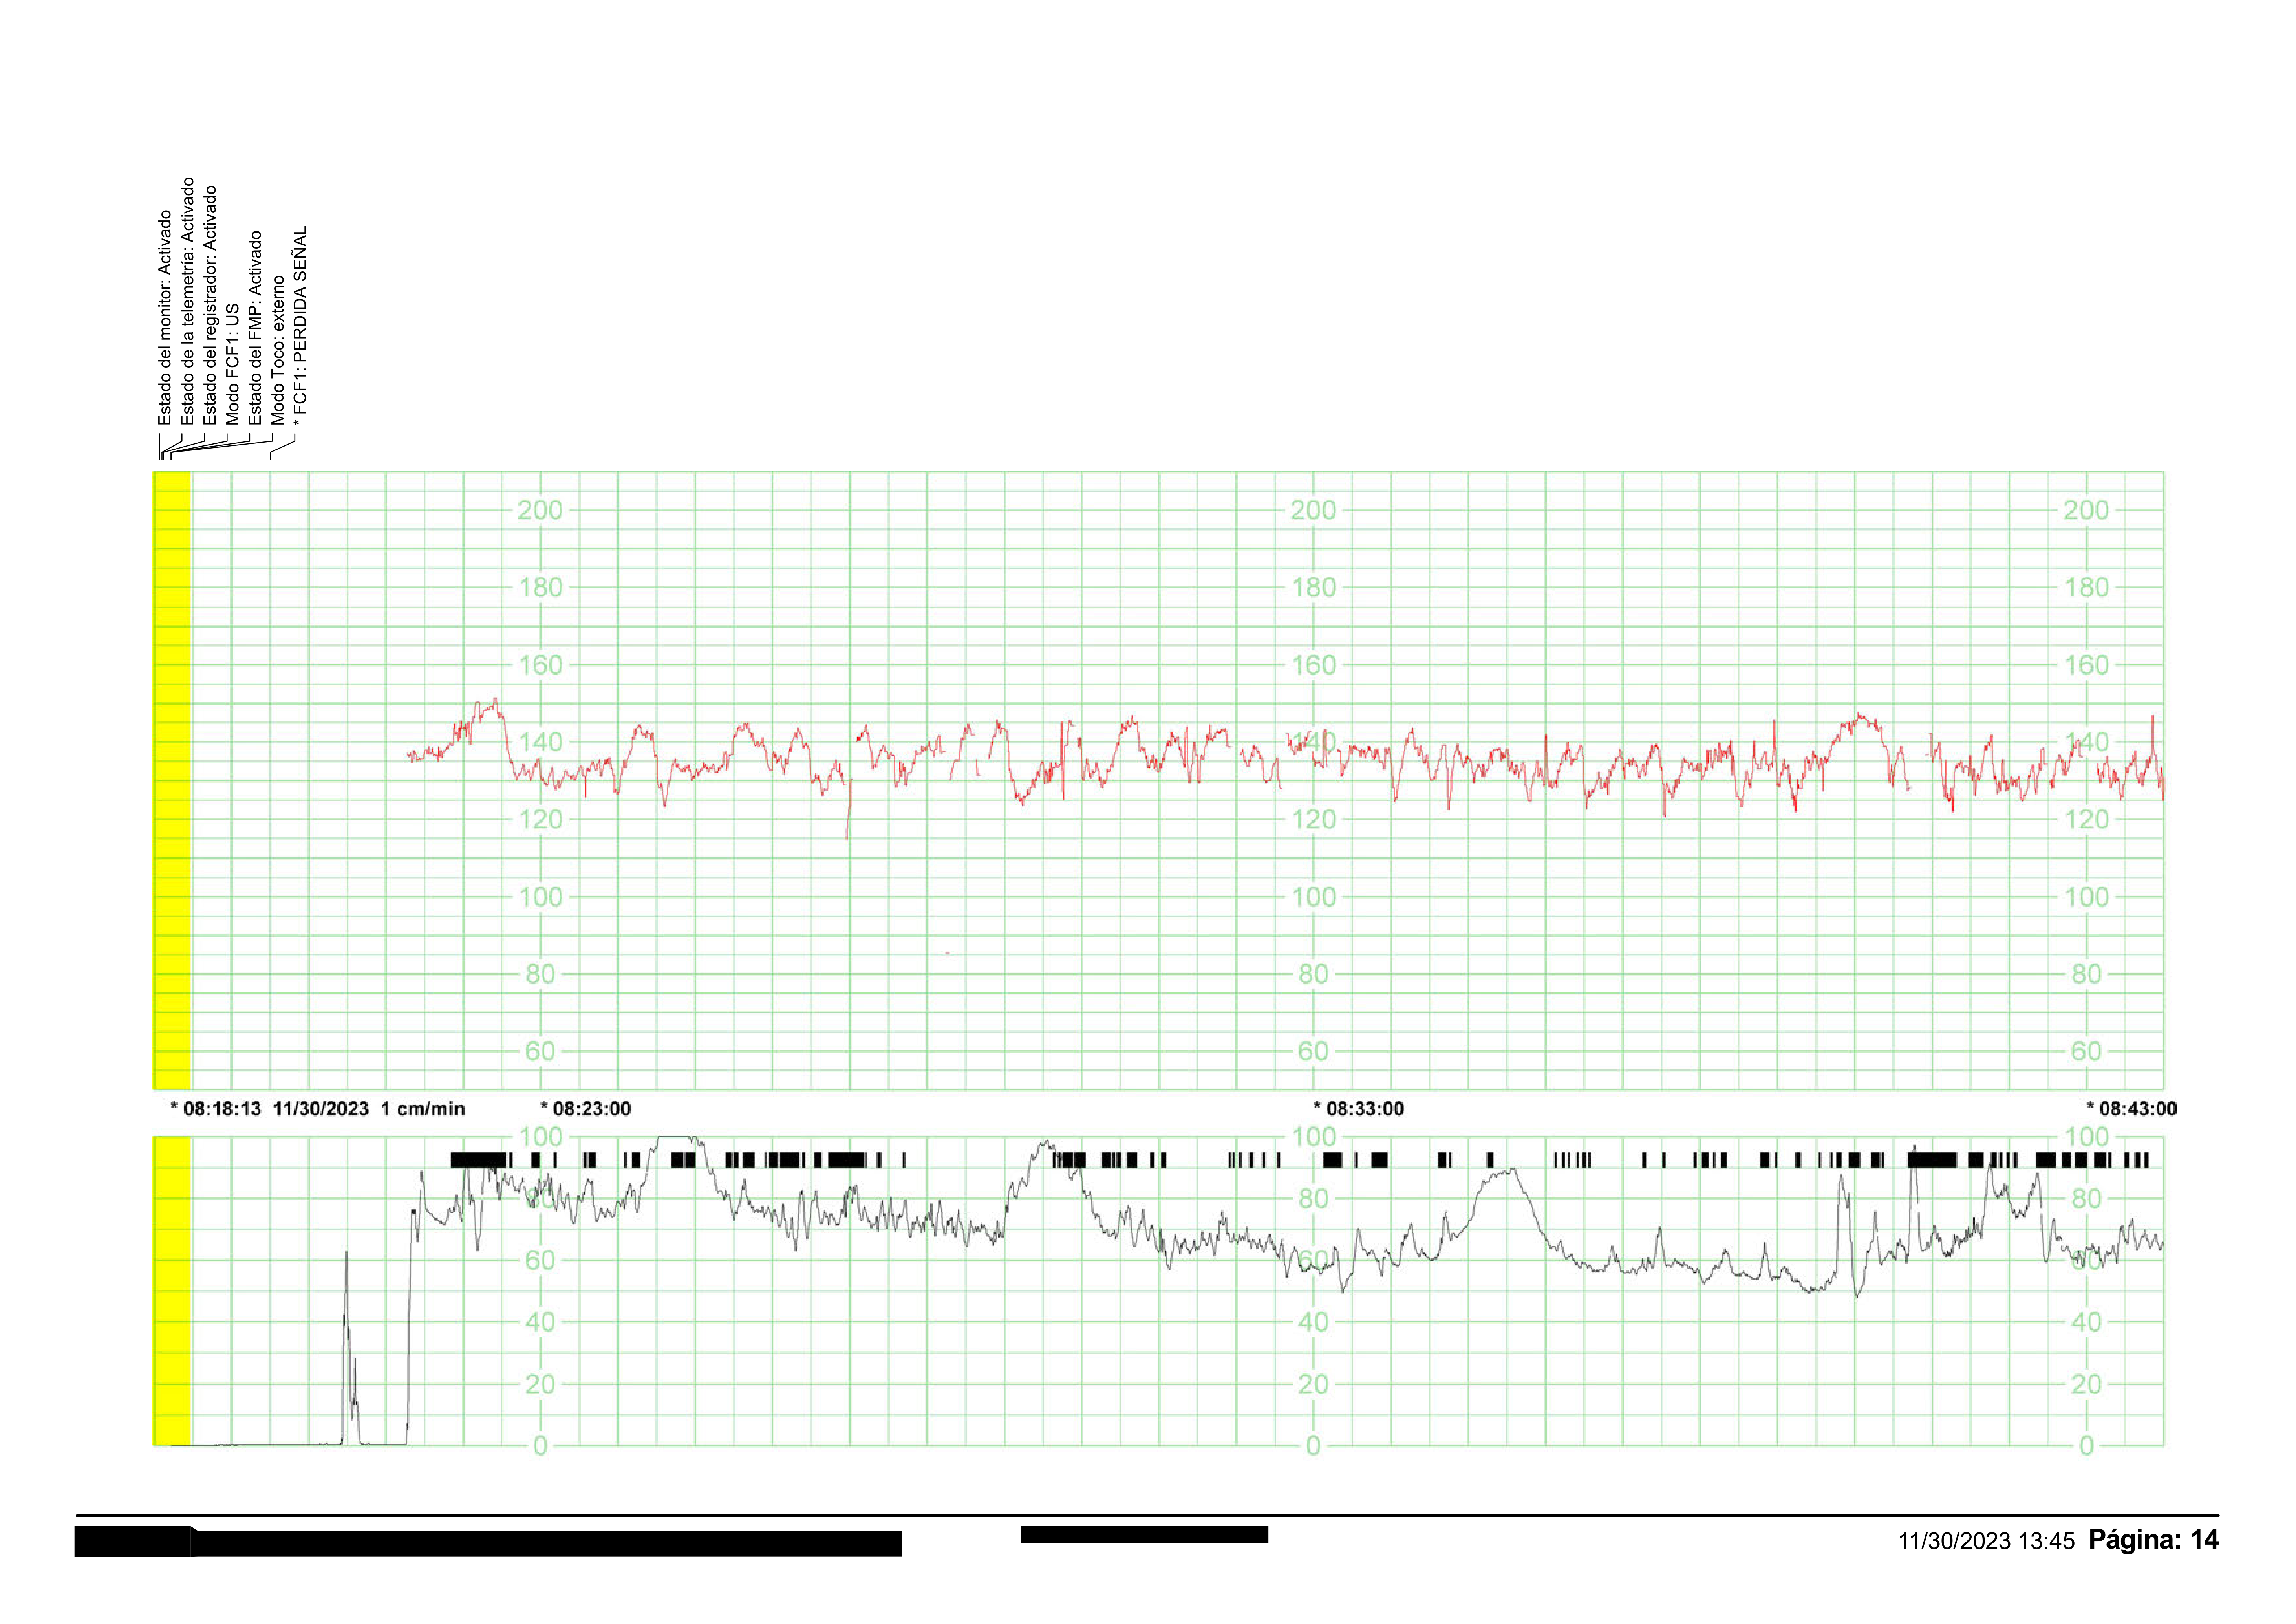 Estado del monitor: Activado
Estado de la telemetría: Activado
Estado del registrador: Activado
Modo FCF1: US
Estado del FMP: Activado
Modo Toco: externo
* FCF1: PERDIDA SEÑAL
200 200 200
180 180 180
160 160 160
140 140 140
120 120 120
100 100 100
80 80 80
60 60 60
* 08:18:13 11/30/2023 1 cm/min * 08:23:00 * 08:33:00 * 08:43:00
100 100 100
80 80 80
60 60 60
40 40 40
20 20 20
0 0 0
11/30/2023 13:45 Página: 14